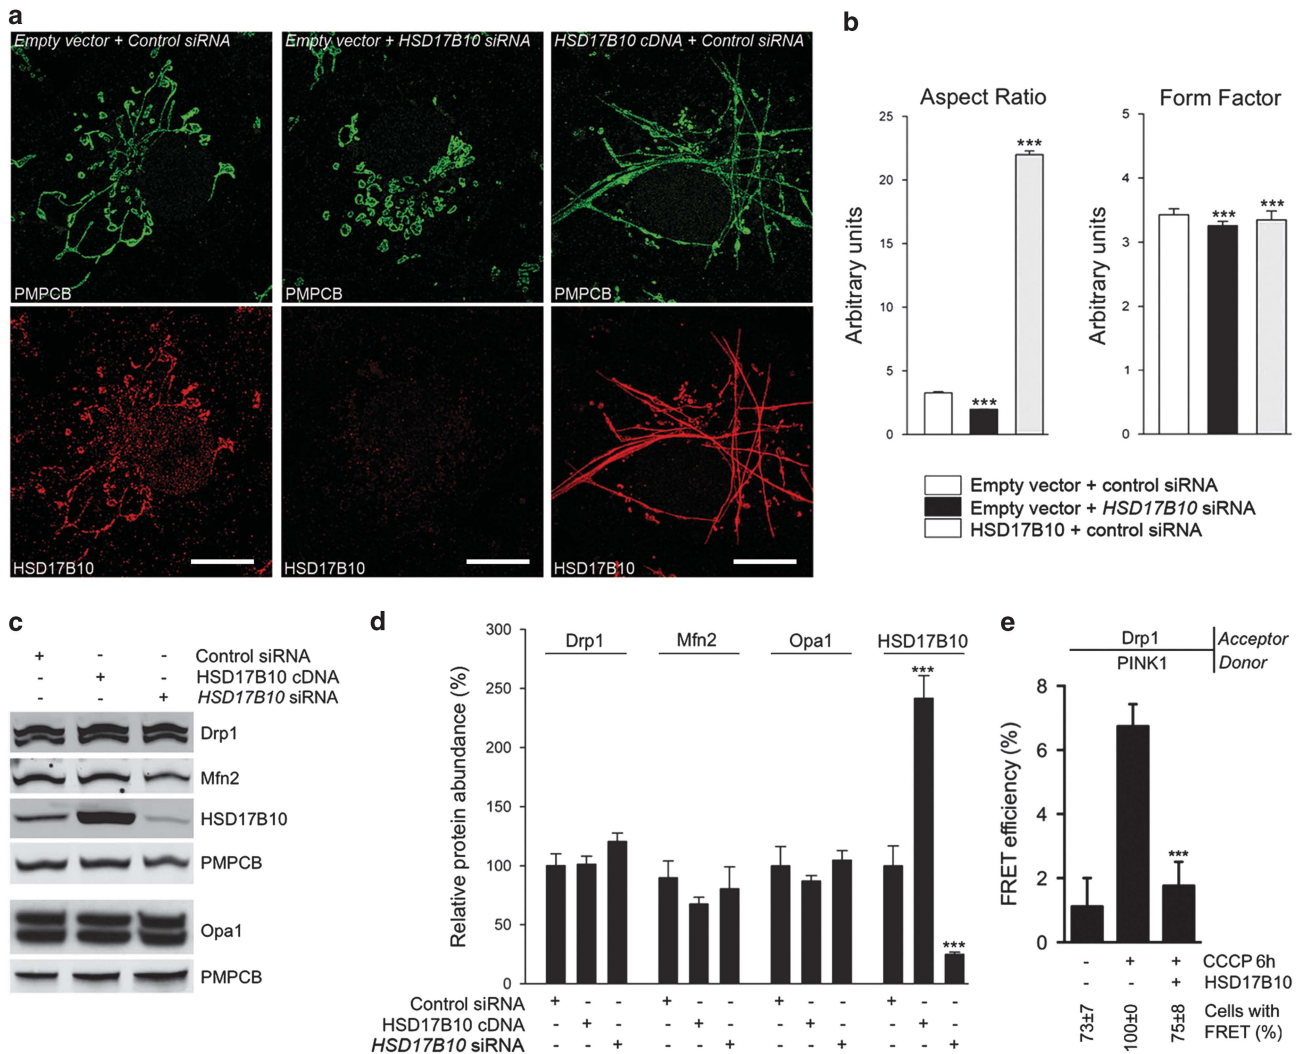 a
Empty vector + Control siRNA
Empty vector + HSD17B10 siRNA
HSD17B10 cDNA + Control siRNA
PMPCB
PMPCB
PMPCB
HSD17B10
HSD17B10
HSD17B10
b
Aspect Ratio
Arbitrary units
25
20
15
10
5
0
***
***
Form Factor
Arbitrary units
5
4
3
2
1
0
***
***
Empty vector + control siRNA
Empty vector + HSD17B10 siRNA
HSD17B10 + control siRNA
c
+ - - Control siRNA
- + - HSD17B10 cDNA
- - + HSD17B10 siRNA
Drp1
Mfn2
HSD17B10
PMPCB
Opa1
PMPCB
d
Relative protein abundance (%)
300
250
200
150
100
50
0
Drp1 Mfn2 Opa1 HSD17B10
***
***
Control siRNA + - - + - - + - - + - -
HSD17B10 cDNA - + - - + - - + - - + -
HSD17B10 siRNA - - + - - + - - + - - +
e
Drp1 Acceptor
PINK1 Donor
FRET efficiency (%)
8
6
4
2
0
***
- + + CCCP 6h
- - + HSD17B10
73±7 100±0 75±8 Cells with
FRET (%)